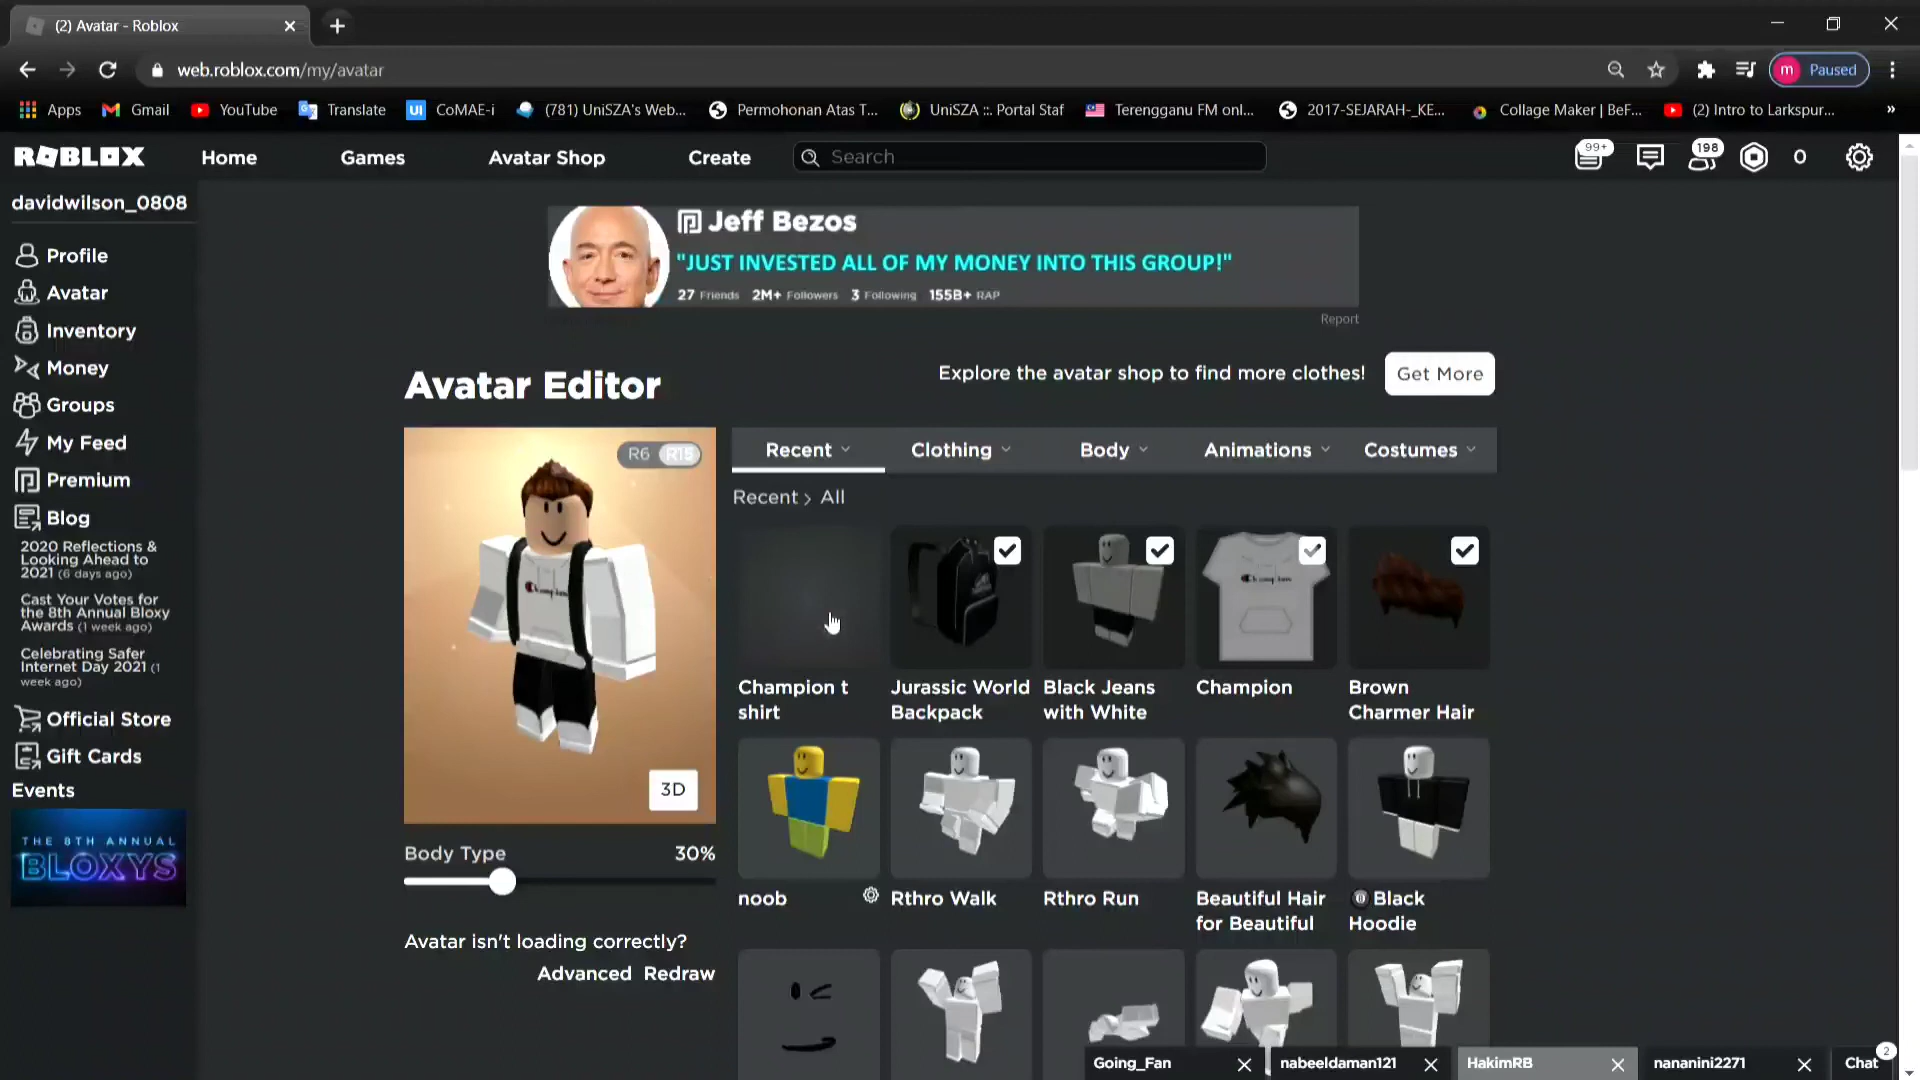 (2) Avatar - Roblox
web.roblox.com/my/avatar
m Paused
Apps Gmail YouTube Translate UI CoMAE-i (781) UniSZA's Web... Permohonan Atas T... UniSZA :: Portal Staf Terengganu FM onl... 2017-SEJARAH-_KE... Collage Maker | BeF... (2) Intro to Larkspur... »
ROBLOX Home Games Avatar Shop Create Search 99+ 198 0
davidwilson_0808
Profile
Avatar
Inventory
Money
Groups
My Feed
Premium
Blog
2020 Reflections &
Looking Ahead to
2021 (6 days ago)
Cast Your Votes for
the 8th Annual Bloxy
Awards (1 week ago)
Celebrating Safer
Internet Day 2021 (1
week ago)
Official Store
Gift Cards
Events
THE 8TH ANNUAL
BLOXYS
Jeff Bezos
"JUST INVESTED ALL OF MY MONEY INTO THIS GROUP!"
27 Friends 2M+ Followers 3 Following 155B+ RAP
Report
Avatar Editor
Explore the avatar shop to find more clothes! Get More
R6 R15
Champion
3D
Body Type 30%
Avatar isn't loading correctly?
Advanced Redraw
Recent Clothing Body Animations Costumes
Recent > All
Champion
Champion t
shirt
Jurassic World
Backpack
Black Jeans
with White
Champion
Brown
Charmer Hair
noob
Rthro Walk
Rthro Run
Beautiful Hair
for Beautiful
Black
Hoodie
Going_Fan nabeeldaman121 HakimRB nananini2271 Chat 2